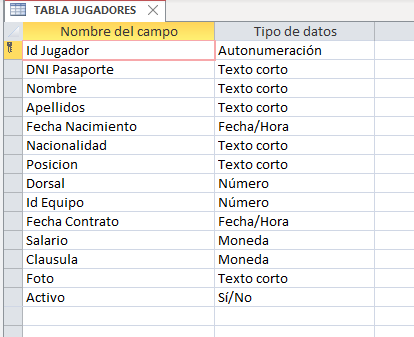 TABLA JUGADORES
Nombre del campo Tipo de datos
Id Jugador Autonumeración
DNI Pasaporte Texto corto
Nombre Texto corto
Apellidos Texto corto
Fecha Nacimiento Fecha/Hora
Nacionalidad Texto corto
Posicion Texto corto
Dorsal Número
Id Equipo Número
Fecha Contrato Fecha/Hora
Salario Moneda
Clausula Moneda
Foto Texto corto
Activo Sí/No